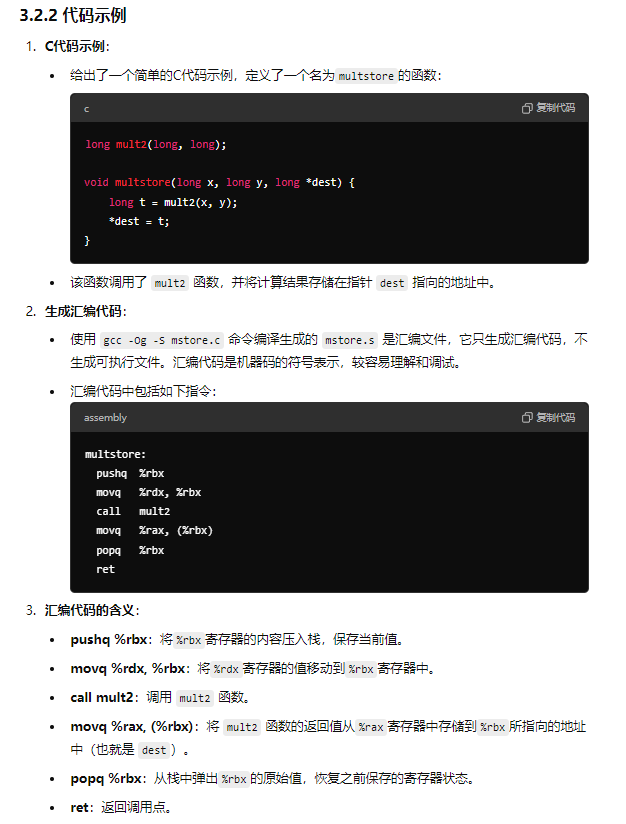 3.2.2 代码示例
1. C代码示例：
• 给出了一个简单的C代码示例，定义了一个名为 multstore 的函数：
c 复制代码
long mult2(long, long);
void multstore(long x, long y, long *dest) {
long t = mult2(x, y);
*dest = t;
}
• 该函数调用了 mult2 函数，并将计算结果存储在指针 dest 指向的地址中。
2. 生成汇编代码：
• 使用 gcc -Og -S mstore.c 命令编译生成的 mstore.s 是汇编文件，它只生成汇编代码，不
生成可执行文件。汇编代码是机器码的符号表示，较容易理解和调试。
• 汇编代码中包括如下指令：
assembly 复制代码
multstore:
pushq %rbx
movq %rdx, %rbx
call mult2
movq %rax, (%rbx)
popq %rbx
ret
3. 汇编代码的含义：
• pushq %rbx：将 %rbx 寄存器的内容压入栈，保存当前值。
• movq %rdx, %rbx：将 %rdx 寄存器的值移动到 %rbx 寄存器中。
• call mult2：调用 mult2 函数。
• movq %rax, (%rbx)：将 mult2 函数的返回值从 %rax 寄存器中存储到 %rbx 所指向的地址
中（也就是 dest ）。
• popq %rbx：从栈中弹出 %rbx 的原始值，恢复之前保存的寄存器状态。
• ret：返回调用点。